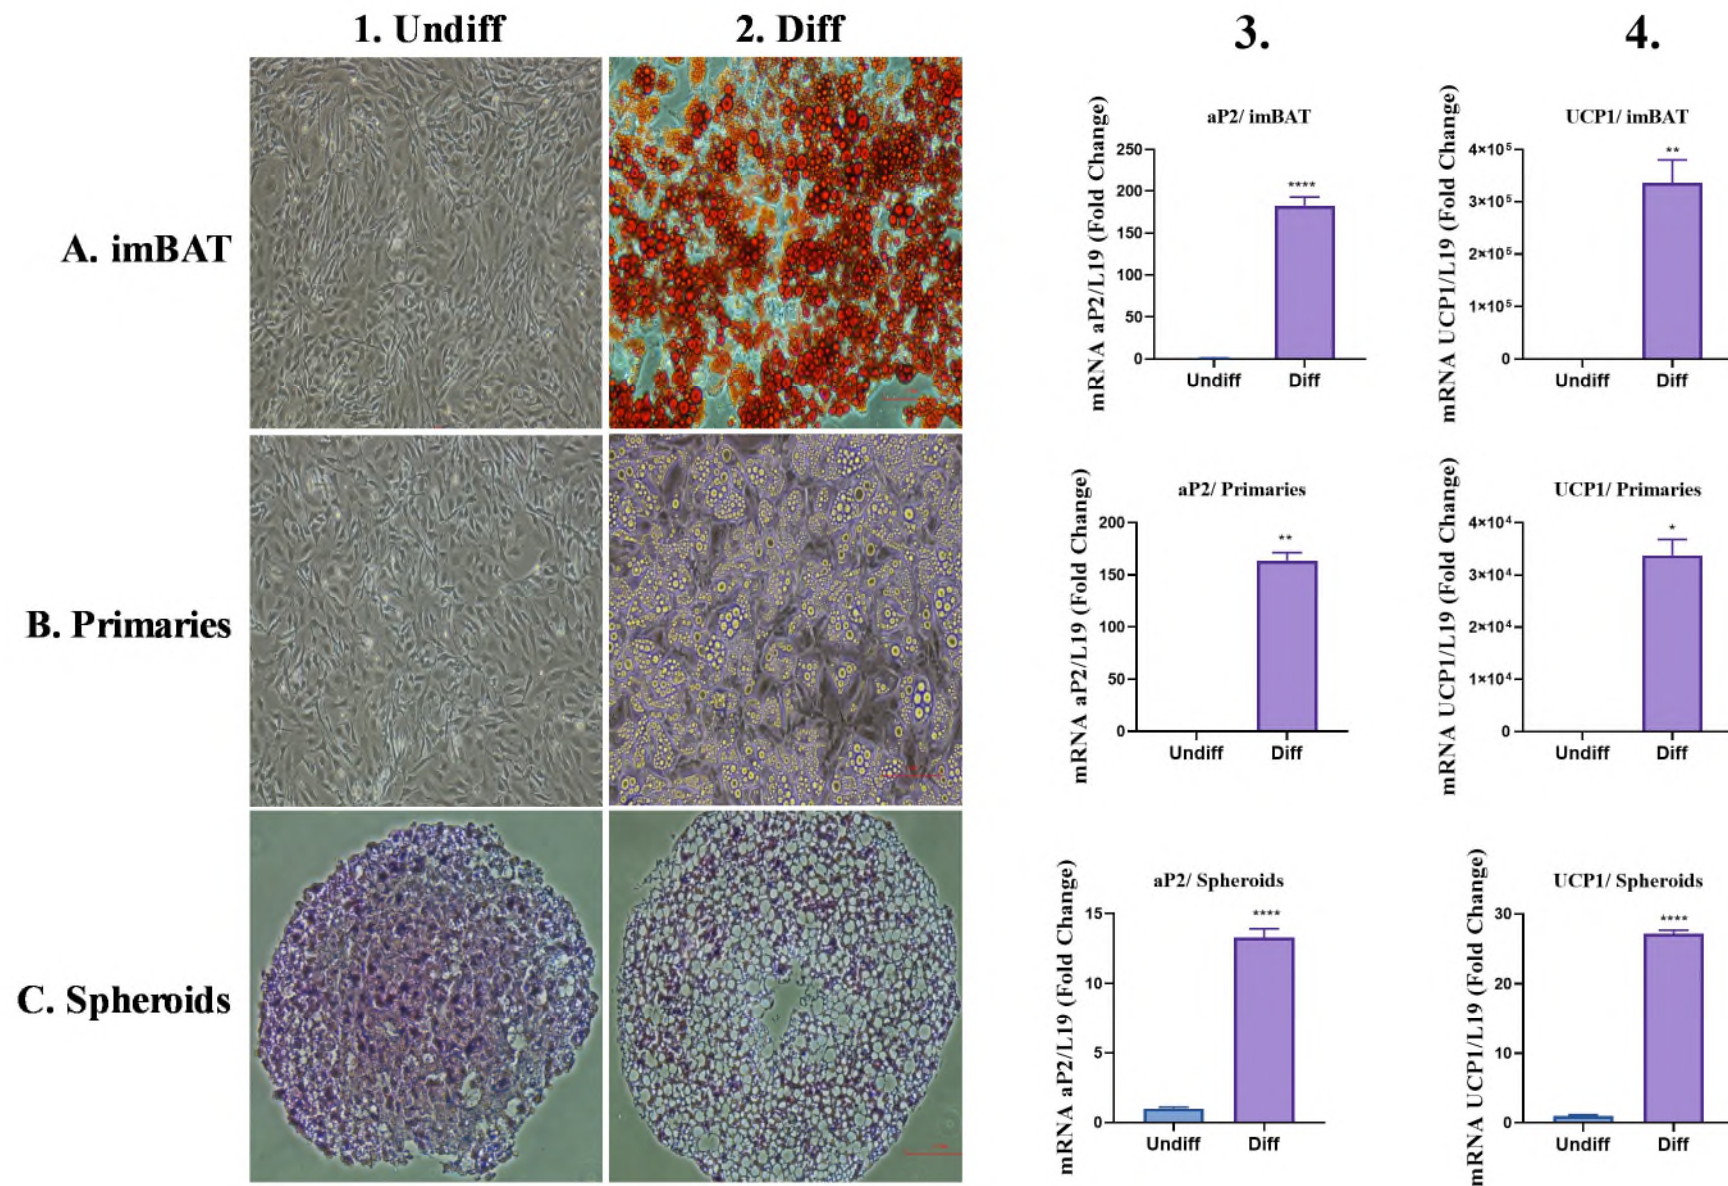 1. Undiff
2. Diff
3.
4.
A. imBAT
aP2/ imBAT
mRNA aP2/L19 (Fold Change)
250
200
150
100
50
0
****
Undiff
Diff
UCP1/ imBAT
mRNA UCP1/L19 (Fold Change)
4×10⁵
3×10⁵
2×10⁵
1×10⁵
0
**
Undiff
Diff
B. Primaries
aP2/ Primaries
mRNA aP2/L19 (Fold Change)
200
150
100
50
0
**
Undiff
Diff
UCP1/ Primaries
mRNA UCP1/L19 (Fold Change)
4×10⁴
3×10⁴
2×10⁴
1×10⁴
0
*
Undiff
Diff
C. Spheroids
aP2/ Spheroids
mRNA aP2/L19 (Fold Change)
15
10
5
0
****
Undiff
Diff
UCP1/ Spheroids
mRNA UCP1/L19 (Fold Change)
30
20
10
0
****
Undiff
Diff